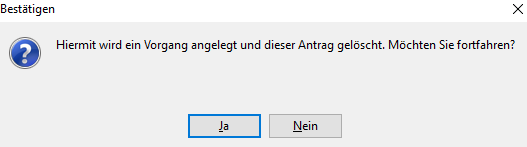 Bestätigen
Hiermit wird ein Vorgang angelegt und dieser Antrag gelöscht. Möchten Sie fortfahren?
Ja
Nein